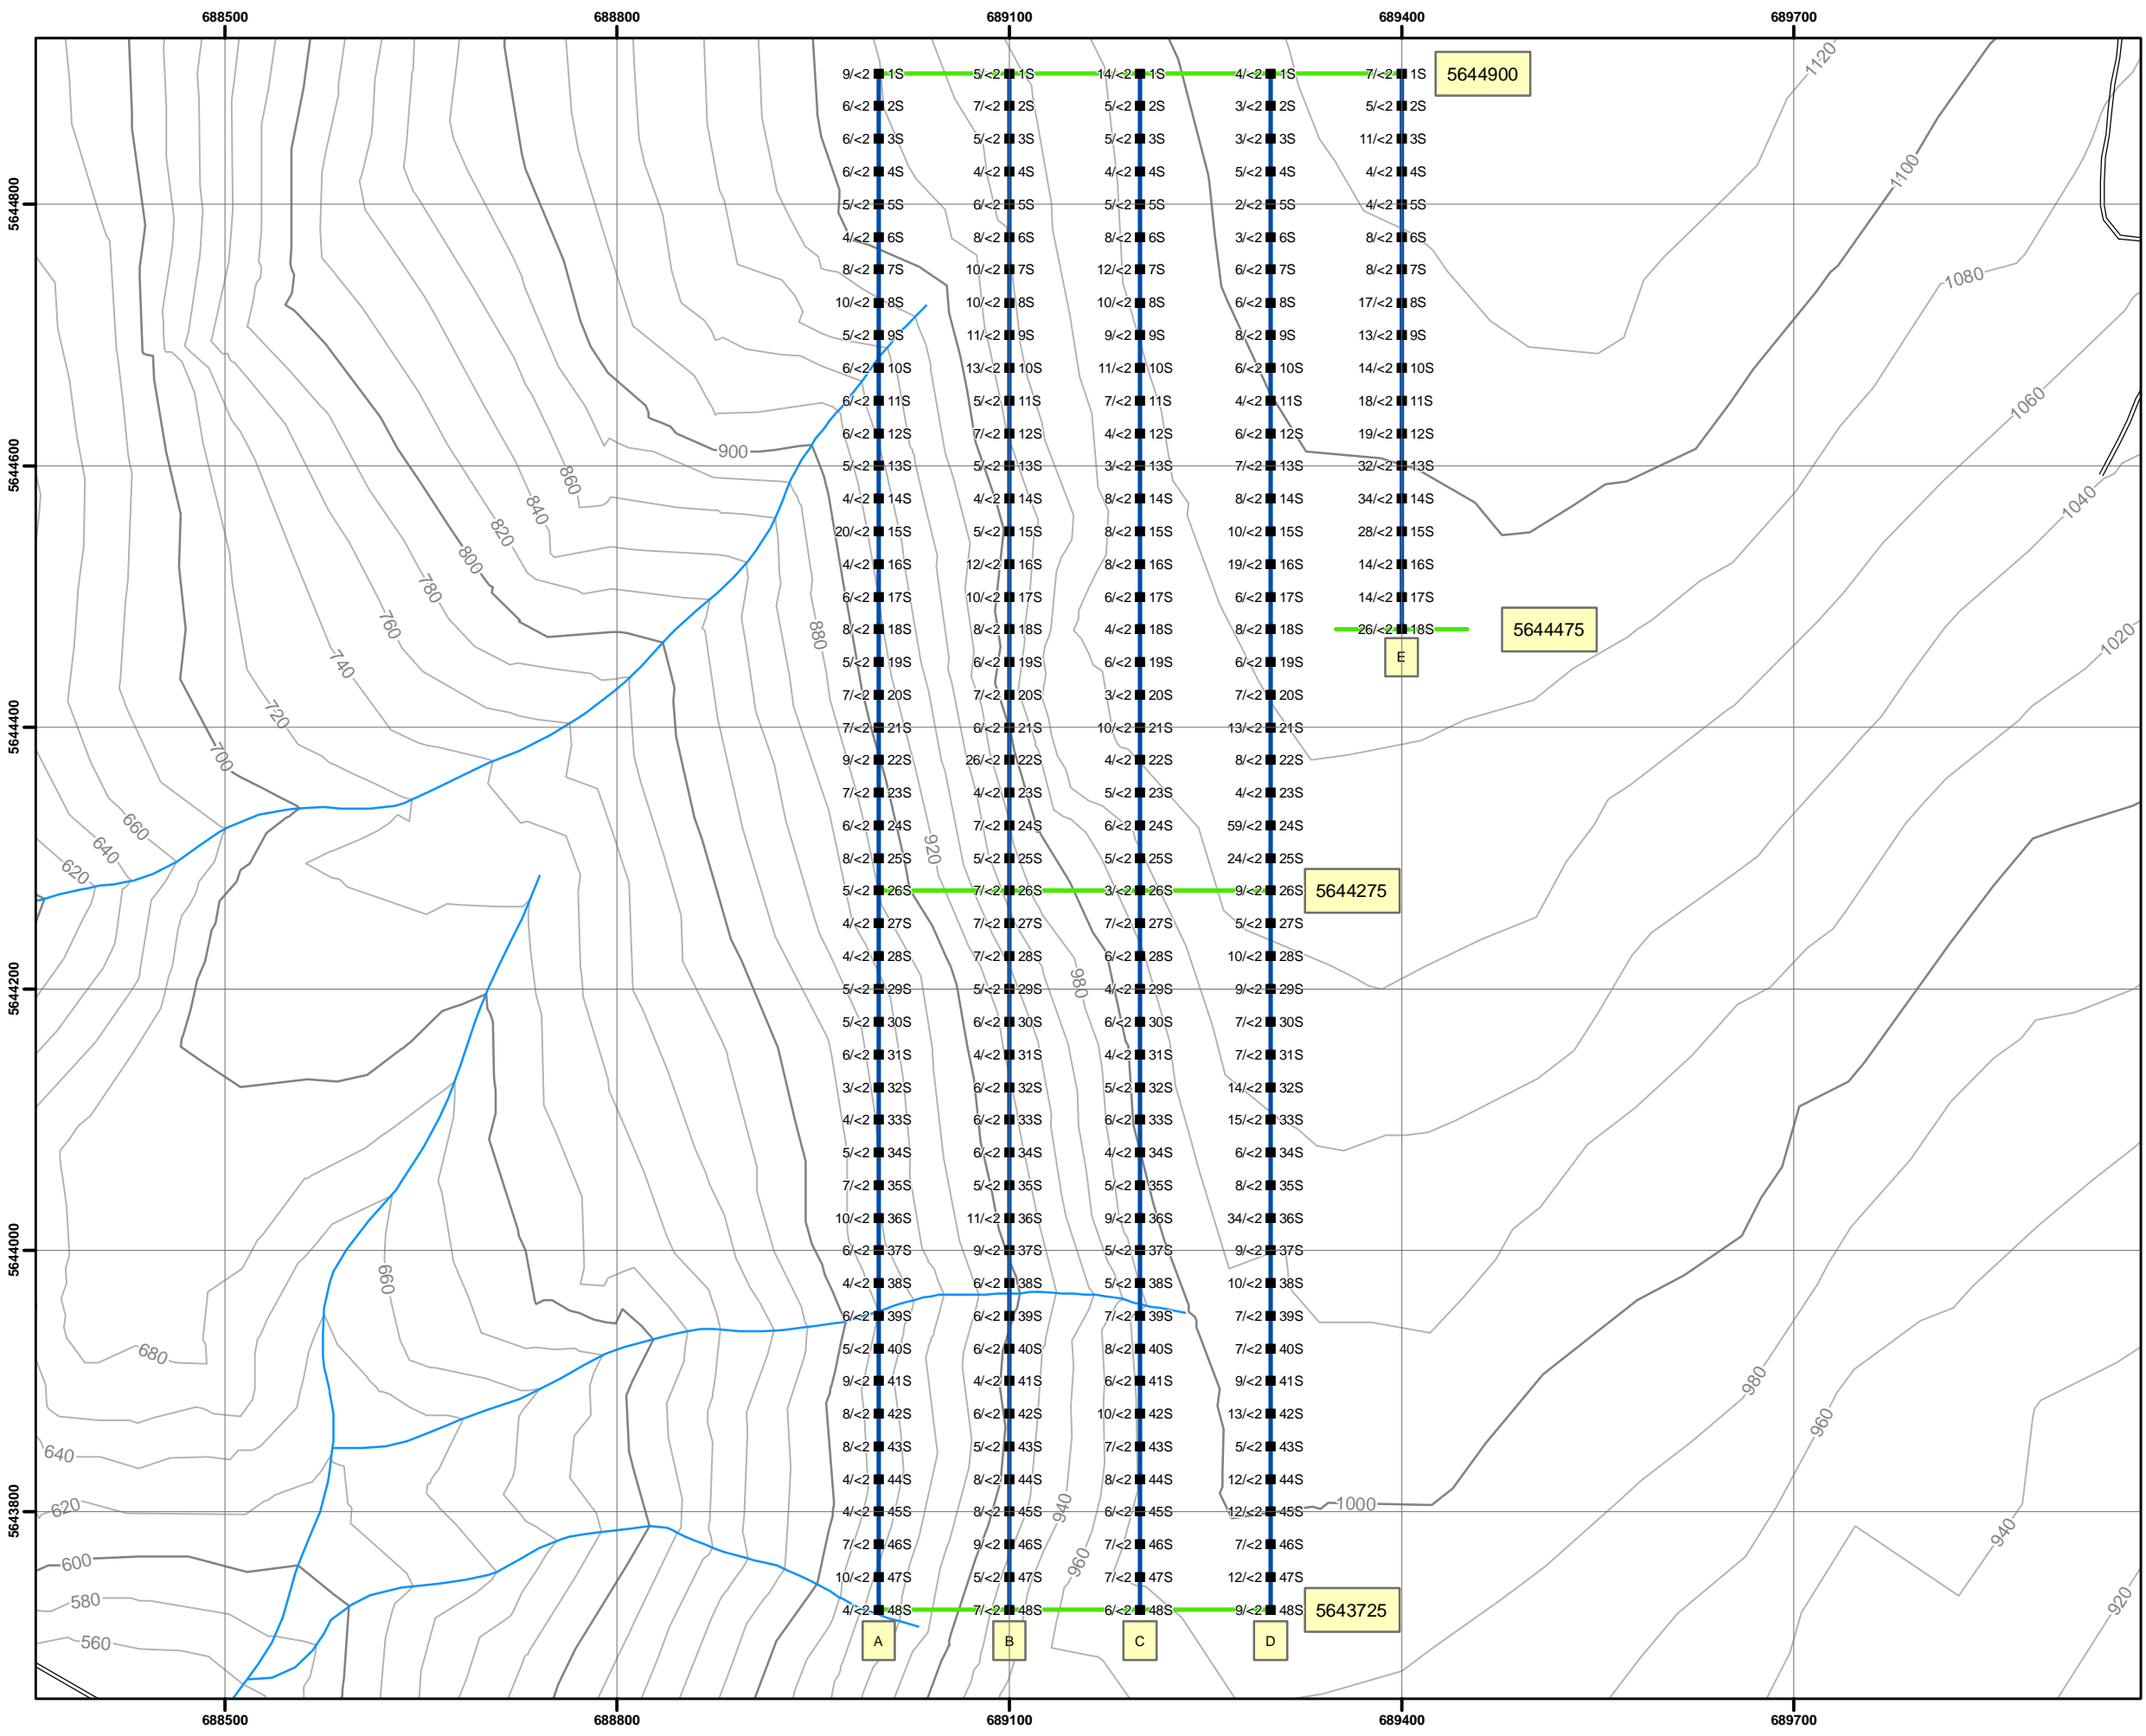 688500 688800 689100 689400 689700
9/<2 1S 5/<2 1S 14/<2 1S 4/<2 1S 7/<2 1S 5644900 1120
6/<2 2S 7/<2 2S 5/<2 2S 3/<2 2S 5/<2 2S
6/<2 3S 5/<2 3S 5/<2 3S 3/<2 3S 11/<2 3S
6/<2 4S 4/<2 4S 4/<2 4S 5/<2 4S 4/<2 4S 1100
5644800 5/<2 5S 6/<2 5S 5/<2 5S 2/<2 5S 4/<2 5S
4/<2 6S 8/<2 6S 8/<2 6S 3/<2 6S 8/<2 6S
8/<2 7S 10/<2 7S 12/<2 7S 6/<2 7S 8/<2 7S 1080
10/<2 8S 10/<2 8S 10/<2 8S 6/<2 8S 17/<2 8S
5/<2 9S 11/<2 9S 9/<2 9S 8/<2 9S 13/<2 9S
6/<2 10S 13/<2 10S 11/<2 10S 6/<2 10S 14/<2 10S
6/<2 11S 5/<2 11S 7/<2 11S 4/<2 11S 18/<2 11S 1060
6/<2 12S 7/<2 12S 4/<2 12S 6/<2 12S 19/<2 12S
900
5644600 5/<2 13S 5/<2 13S 3/<2 13S 7/<2 13S 32/<2 13S
860
4/<2 14S 4/<2 14S 8/<2 14S 8/<2 14S 34/<2 14S 1040
840
820 20/<2 15S 5/<2 15S 8/<2 15S 10/<2 15S 28/<2 15S
800 4/<2 16S 12/<2 16S 8/<2 16S 19/<2 16S 14/<2 16S
780 6/<2 17S 10/<2 17S 6/<2 17S 6/<2 17S 14/<2 17S
760 880 8/<2 18S 8/<2 18S 4/<2 18S 8/<2 18S 26/<2 18S 5644475 1020
E
740 5/<2 19S 6/<2 19S 6/<2 19S 6/<2 19S
7/<2 20S 7/<2 20S 3/<2 20S 7/<2 20S
720
5644400 7/<2 21S 6/<2 21S 10/<2 21S 13/<2 21S
700 9/<2 22S 26/<2 22S 4/<2 22S 8/<2 22S
7/<2 23S 4/<2 23S 5/<2 23S 4/<2 23S
660 6/<2 24S 7/<2 24S 6/<2 24S 59/<2 24S
640 920
620 8/<2 25S 5/<2 25S 5/<2 25S 24/<2 25S
5/<2 26S 7/<2 26S 3/<2 26S 9/<2 26S 5644275
4/<2 27S 7/<2 27S 7/<2 27S 5/<2 27S
4/<2 28S 7/<2 28S 6/<2 28S 10/<2 28S
980
5644200 5/<2 29S 5/<2 29S 4/<2 29S 9/<2 29S
5/<2 30S 6/<2 30S 6/<2 30S 7/<2 30S
6/<2 31S 4/<2 31S 4/<2 31S 7/<2 31S
3/<2 32S 6/<2 32S 5/<2 32S 14/<2 32S
4/<2 33S 6/<2 33S 6/<2 33S 15/<2 33S
5/<2 34S 6/<2 34S 4/<2 34S 6/<2 34S
7/<2 35S 5/<2 35S 5/<2 35S 8/<2 35S
10/<2 36S 11/<2 36S 9/<2 36S 34/<2 36S
5644000 6/<2 37S 9/<2 37S 5/<2 37S 9/<2 37S
660 4/<2 38S 6/<2 38S 5/<2 38S 10/<2 38S
6/<2 39S 6/<2 39S 7/<2 39S 7/<2 39S
680 5/<2 40S 6/<2 40S 8/<2 40S 7/<2 40S
9/<2 41S 4/<2 41S 6/<2 41S 9/<2 41S 980
8/<2 42S 6/<2 42S 10/<2 42S 13/<2 42S 960
640 8/<2 43S 5/<2 43S 7/<2 43S 5/<2 43S
4/<2 44S 8/<2 44S 8/<2 44S 12/<2 44S
620 940 1000
5643800 4/<2 45S 8/<2 45S 6/<2 45S 12/<2 45S
940
600 7/<2 46S 9/<2 46S 7/<2 46S 7/<2 46S
960
580 10/<2 47S 5/<2 47S 7/<2 47S 12/<2 47S
920
4/<2 48S 7/<2 48S 6/<2 48S 9/<2 48S 5643725
560 A B C D
688500 688800 689100 689400 689700